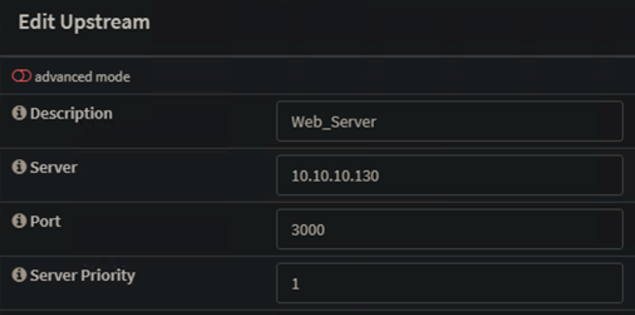 Edit Upstream
advanced mode
Description
Web_Server
Server
10.10.10.130
Port
3000
Server Priority
1